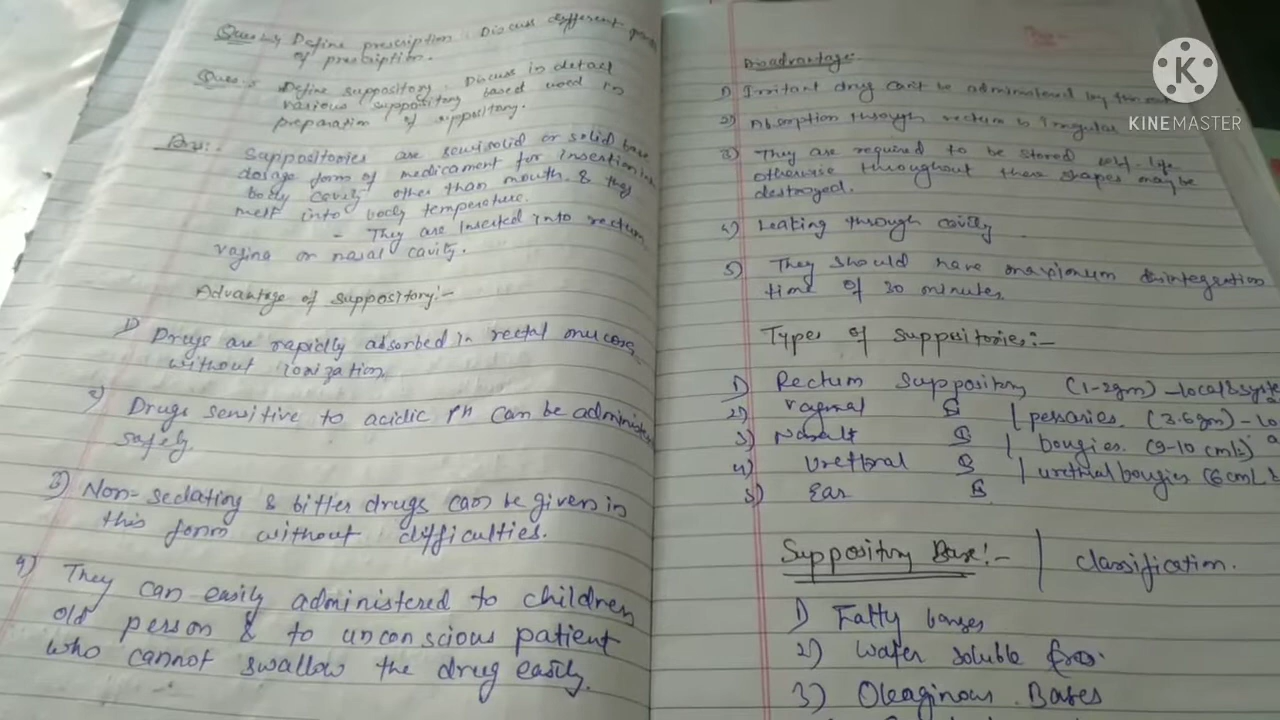 Ques:- Define prescription. Discuss different parts
of prescription.
Ques:- Define suppository. Discuss in detail
various suppository based used in
preparation of suppository.
Ans:- Suppositories are semisolid or solid
dosage form of medicament for insertion into
body cavity other than mouth & they
melt into body temperature.
- They are inserted into rectum,
vagina or nasal cavity.
Advantage of suppository:-
1) Drugs are rapidly absorbed in rectal mucosa
without ionization
2) Drugs sensitive to acidic PH can be administer
safely.
3) Non-sedating & bitter drugs can be given in
this form without difficulties.
4) They can easily administered to children
old person & to unconscious patient
who cannot swallow the drug easily.
Disadvantage:
1) Irritant drug can't be administered by
2) Absorption through rectum is irregular
3) They are required to be stored
otherwise throughout there shapes may be
destroyed.
4) Leaking through cavity
5) They should have maximum disintegration
time of 30 minutes
Types of suppositories:-
1) Rectum Suppository (1-2gm) - local & syste
2) vaginal | pessaries. (3.6gm) - lo
3) Nasal | bougies. (9-10 cm)
4) Uretoral | urethral bougies (6cm
5) Ear
Suppository Base:- | classification.
1) Fatty bases
2) Water soluble
3) Oleaginous Bases
K
KINEMASTER